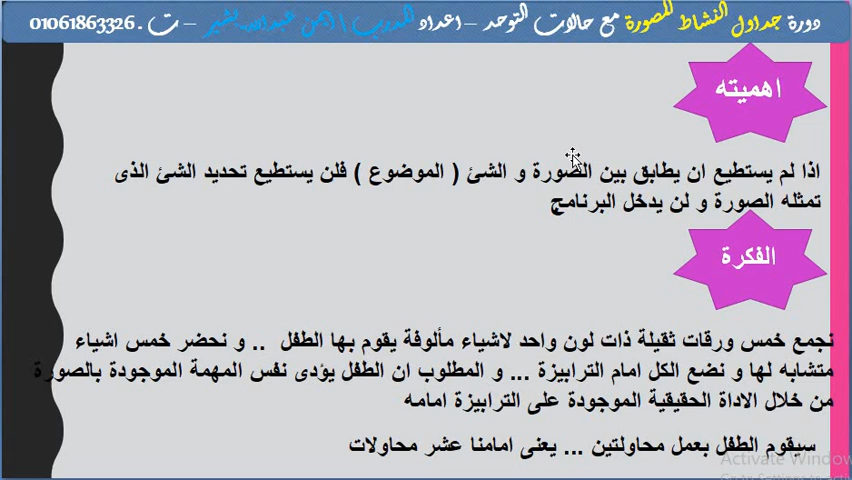 دورة جداول النشاط المصورة مع حالات التوحد – اعداد المدرب / ايمن عبدالله بشير – ت . 01061863326
اهميته
اذا لم يستطيع ان يطابق بين الصورة و الشئ ( الموضوع ) فلن يستطيع تحديد الشئ الذى
تمثله الصورة و لن يدخل البرنامج
الفكرة
نجمع خمس ورقات ثقيلة ذات لون واحد لاشياء مألوفة يقوم بها الطفل .. و نحضر خمس اشياء
متشابه لها و نضع الكل امام الترابيزة ... و المطلوب ان الطفل يؤدى نفس المهمة الموجودة بالصورة
من خلال الاداة الحقيقية الموجودة على الترابيزة امامه
سيقوم الطفل بعمل محاولتين ... يعنى امامنا عشر محاولات
Activate Window